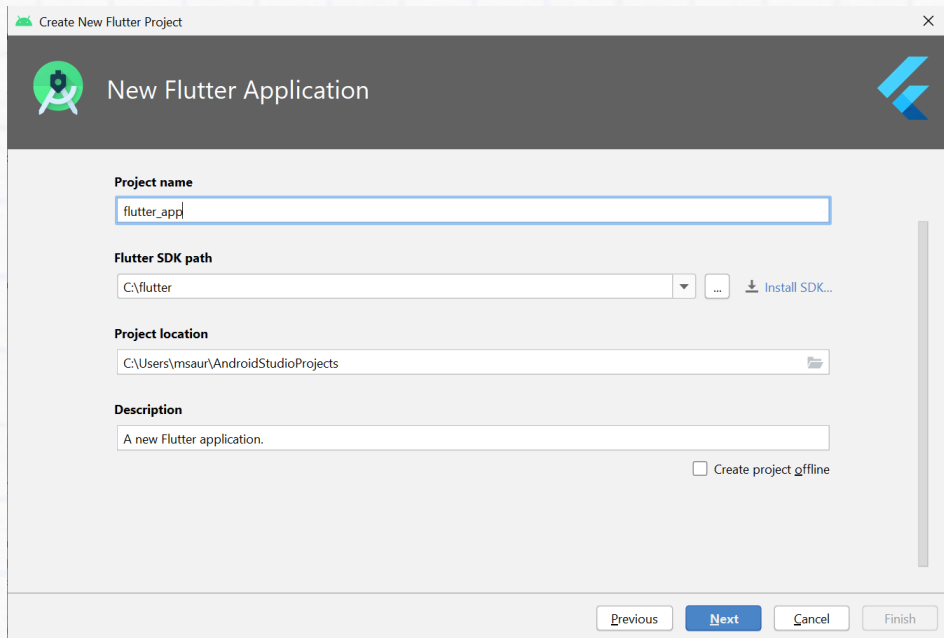 Create New Flutter Project
New Flutter Application
Project name
flutter_app
Flutter SDK path
C:\flutter ... Install SDK...
Project location
C:\Users\msaur\AndroidStudioProjects
Description
A new Flutter application.
Create project offline
Previous Next Cancel Finish